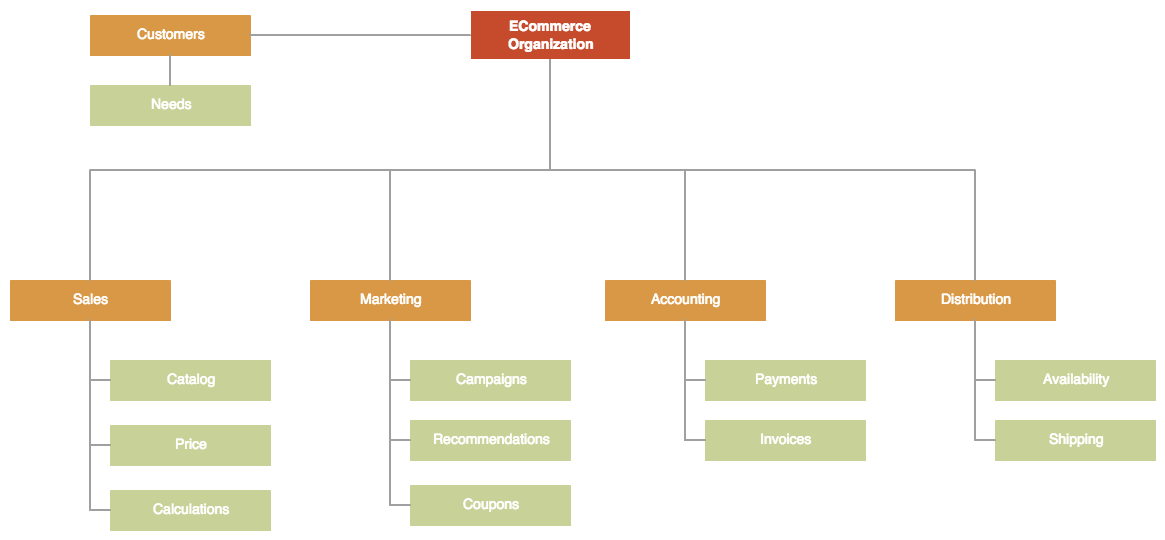 Customers
ECommerce
Organization
Needs
Sales
Marketing
Accounting
Distribution
Catalog
Campaigns
Payments
Availability
Price
Recommendations
Invoices
Shipping
Calculations
Coupons